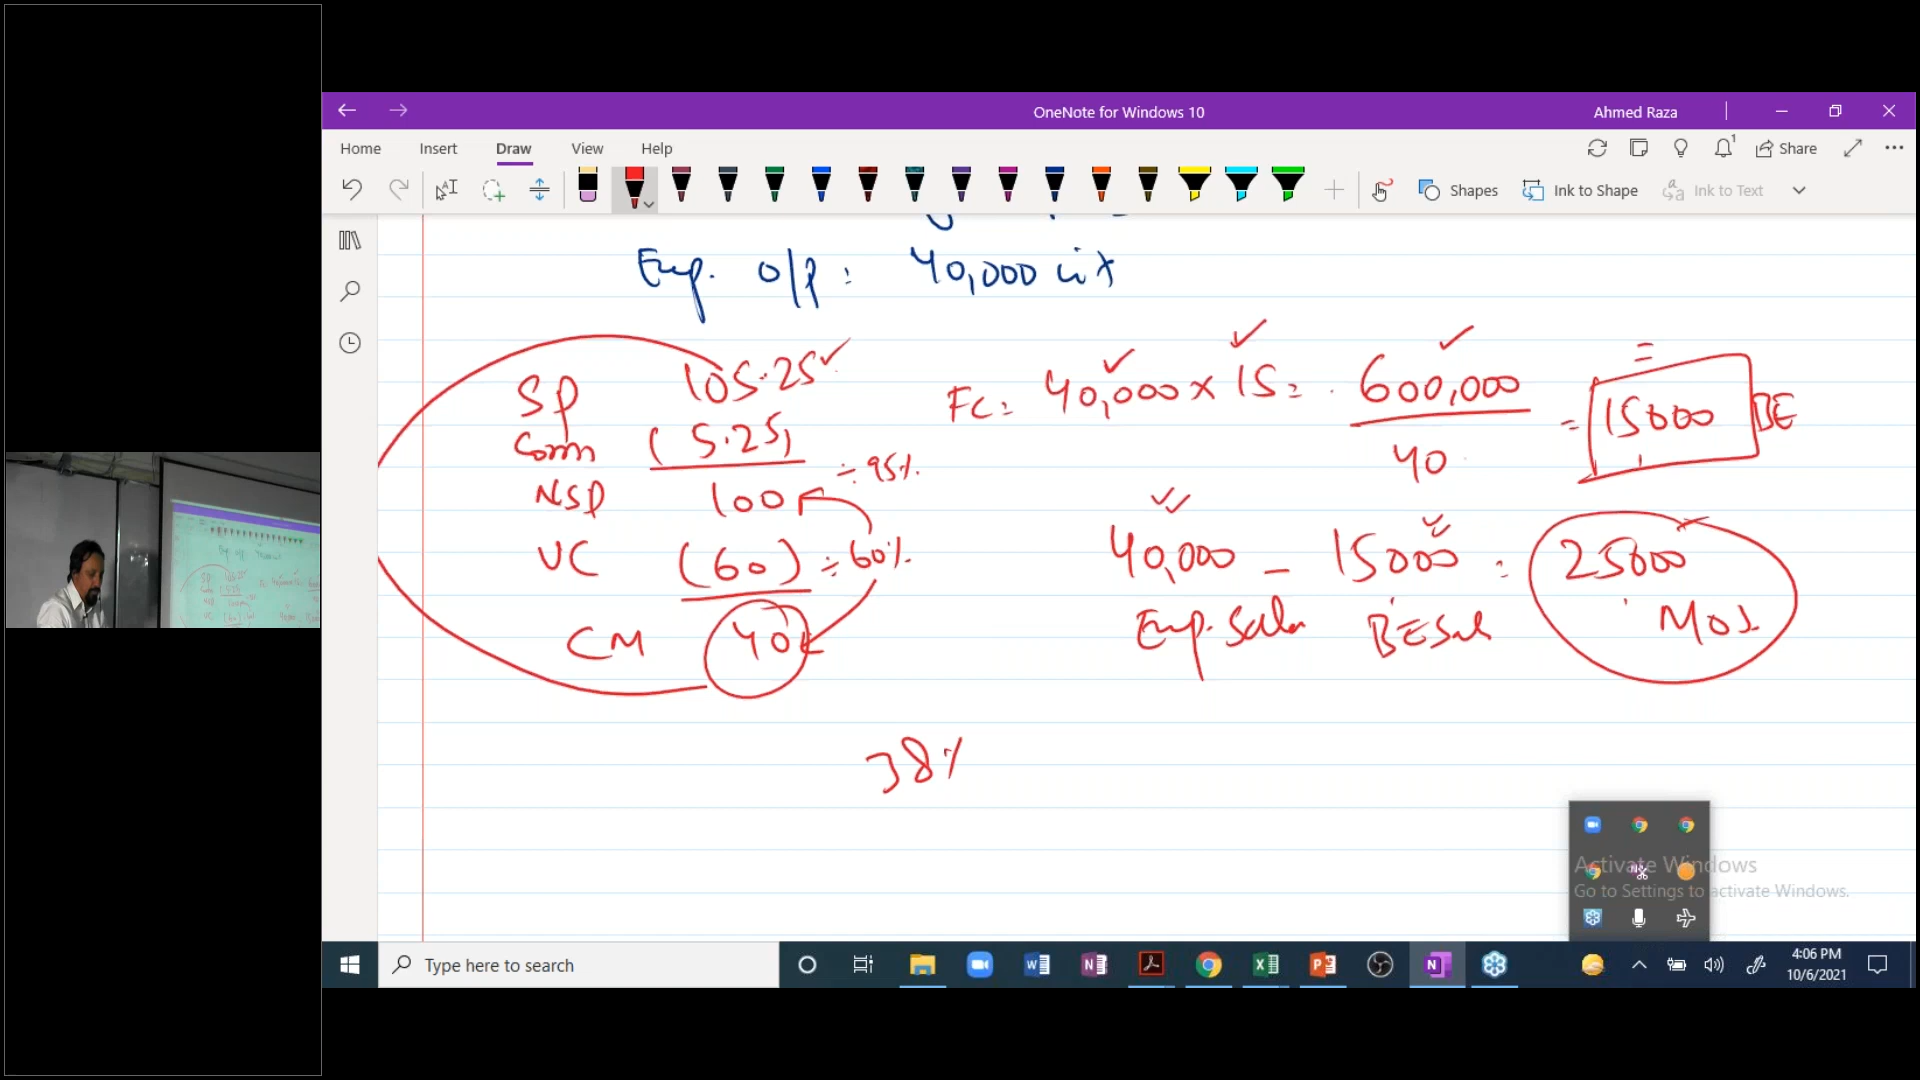 OneNote for Windows 10
Ahmed Raza
Home Insert Draw View Help
Share
Shapes Ink to Shape Ink to Text
Exp. o/p : 40,000 unit
SP 105.25
Comm (5.25)
÷ 95%
NSP 100
VC (60) ÷ 60%
CM 40
FC = 40,000 x 15 = 600,000
40
= 15000 BE
40,000 - 15000 = 25000
Exp. Sales BE Sal MOS
38%
Activate Windows
Go to Settings to activate Windows.
Type here to search
4:06 PM
10/6/2021